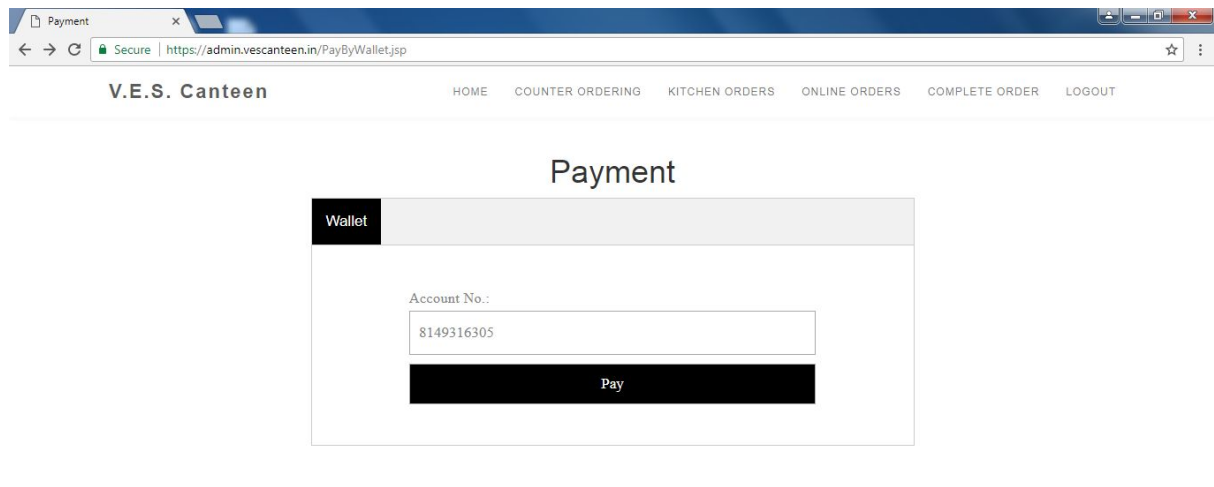 Payment
Secure | https://admin.vescanteen.in/PayByWallet.jsp
V.E.S. Canteen
HOME COUNTER ORDERING KITCHEN ORDERS ONLINE ORDERS COMPLETE ORDER LOGOUT
Payment
Wallet
Account No.:
8149316305
Pay